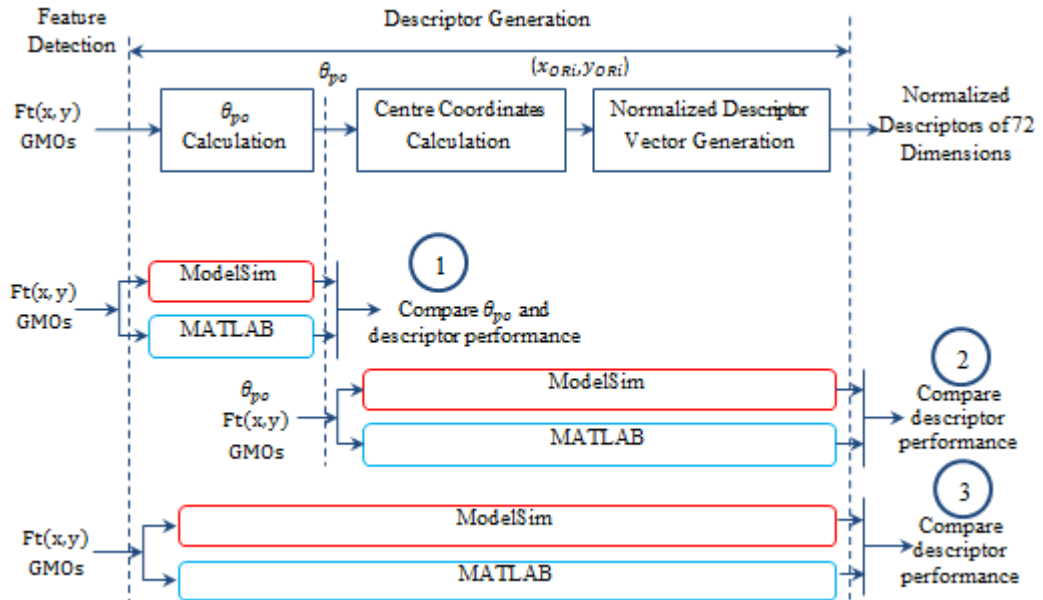 Feature
Detection
Descriptor Generation
θpo
(xORi,yORi)
Ft(x,y)
GMOs
θpo
Calculation
Centre Coordinates
Calculation
Normalized Descriptor
Vector Generation
Normalized
Descriptors of 72
Dimensions
Ft(x,y)
GMOs
ModelSim
MATLAB
1
Compare θpo and
descriptor performance
θpo
Ft(x,y)
GMOs
ModelSim
MATLAB
2
Compare
descriptor
performance
Ft(x,y)
GMOs
ModelSim
MATLAB
3
Compare
descriptor
performance